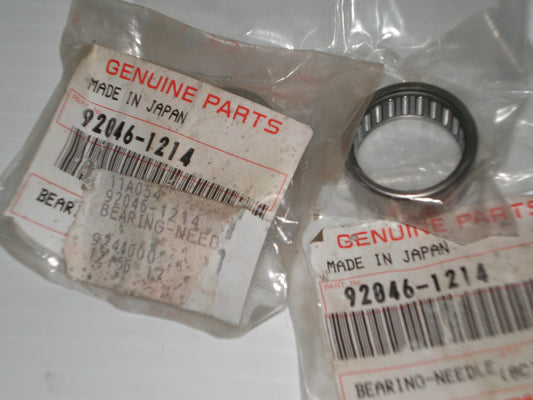 GENUINE PARTS
MADE IN JAPAN
92046-1214
11A054
92046-1214
BEARING-NEED
GENUINE PARTS
MADE IN JAPAN
92046-1214
BEARING-NEEDLE